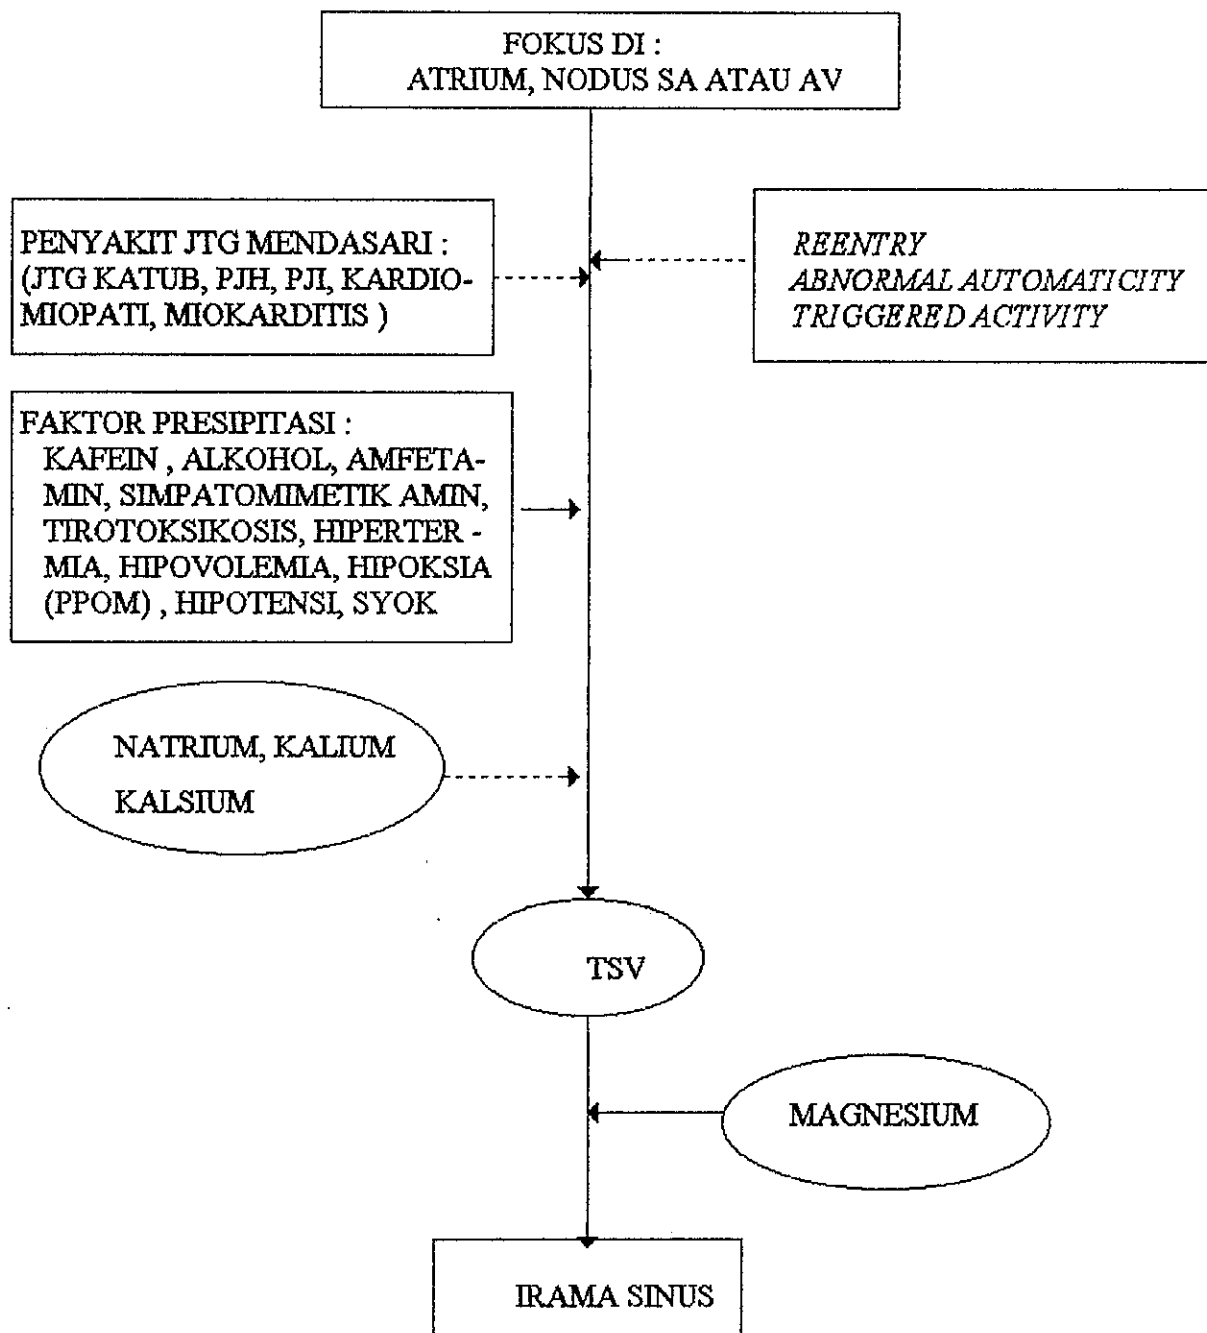 FOKUS DI :
ATRIUM, NODUS SA ATAU AV
PENYAKIT JTG MENDASARI :
(JTG KATUB, PJH, PJI, KARDIO-
MIOPATI, MIOKARDITIS )
REENTRY
ABNORMAL AUTOMATICITY
TRIGGERED ACTIVITY
FAKTOR PRESIPITASI :
KAFEIN , ALKOHOL, AMFETA-
MIN, SIMPATOMIMETIK AMIN,
TIROTOKSIKOSIS, HIPERTER -
MIA, HIPOVOLEMIA, HIPOKSIA
(PPOM) , HIPOTENSI, SYOK
NATRIUM, KALIUM
KALSIUM
TSV
MAGNESIUM
IRAMA SINUS